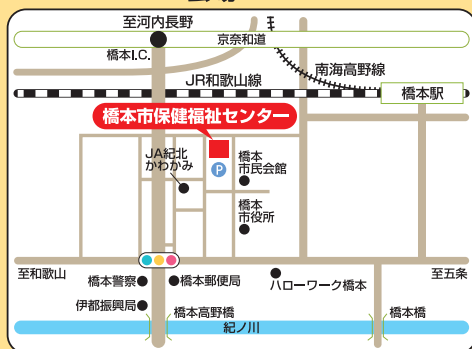 至河内長野
京奈和道
橋本I.C.
南海高野線
JR和歌山線
橋本駅
橋本市保健福祉センター
JA紀北
かわかみ
P
橋本
市民会館
橋本
市役所
至和歌山
橋本警察
橋本郵便局
ハローワーク橋本
至五条
伊都振興局
橋本高野橋
橋本橋
紀ノ川